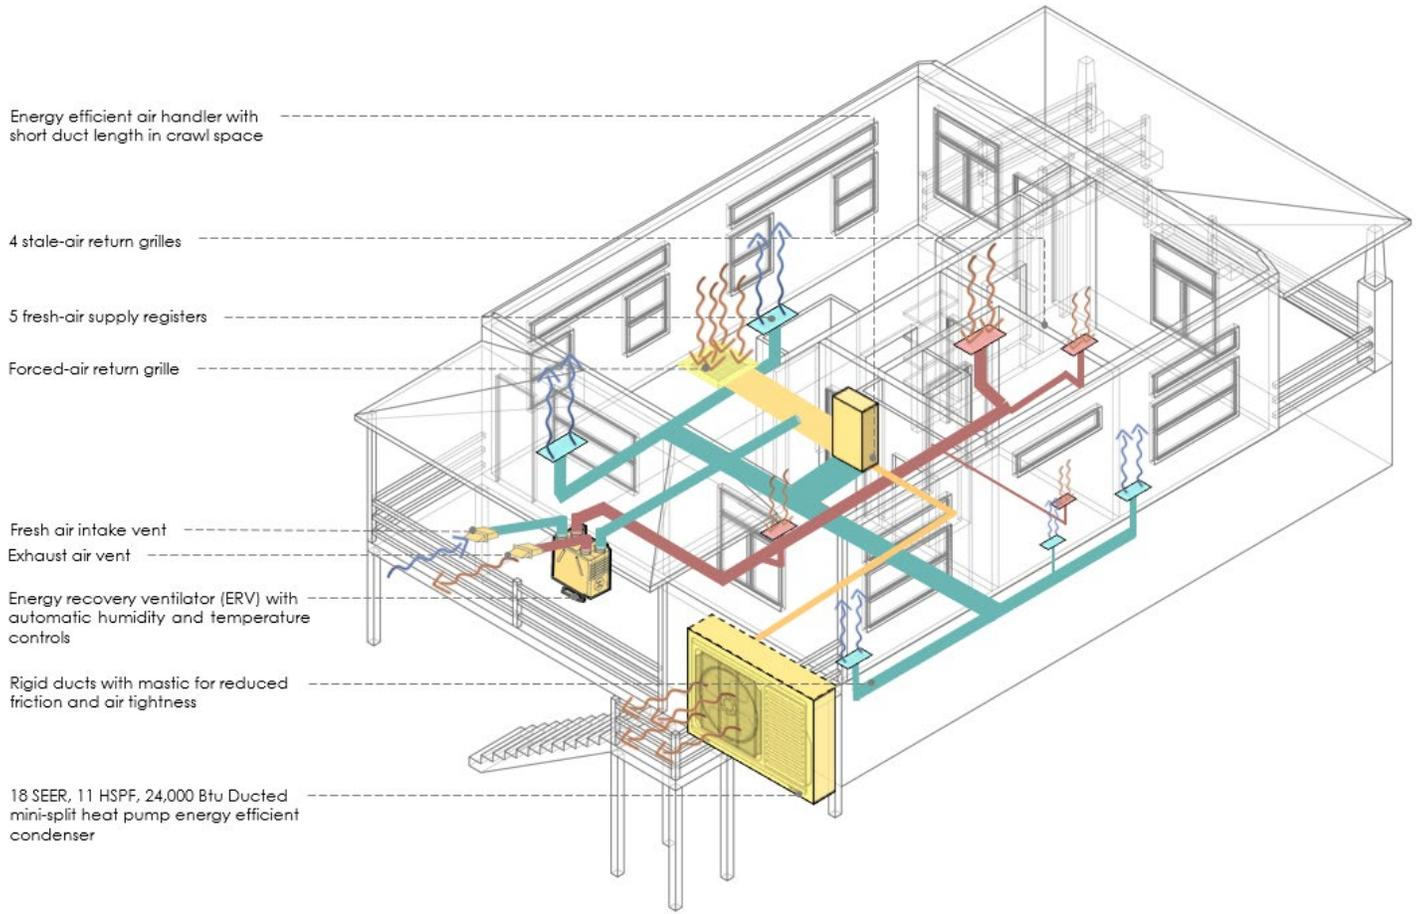 Energy efficient air handler with
short duct length in crawl space
4 stale-air return grilles
5 fresh-air supply registers
Forced-air return grille
Fresh air intake vent
Exhaust air vent
Energy recovery ventilator (ERV) with
automatic humidity and temperature
controls
Rigid ducts with mastic for reduced
friction and air tightness
18 SEER, 11 HSPF, 24,000 Btu Ducted
mini-split heat pump energy efficient
condenser